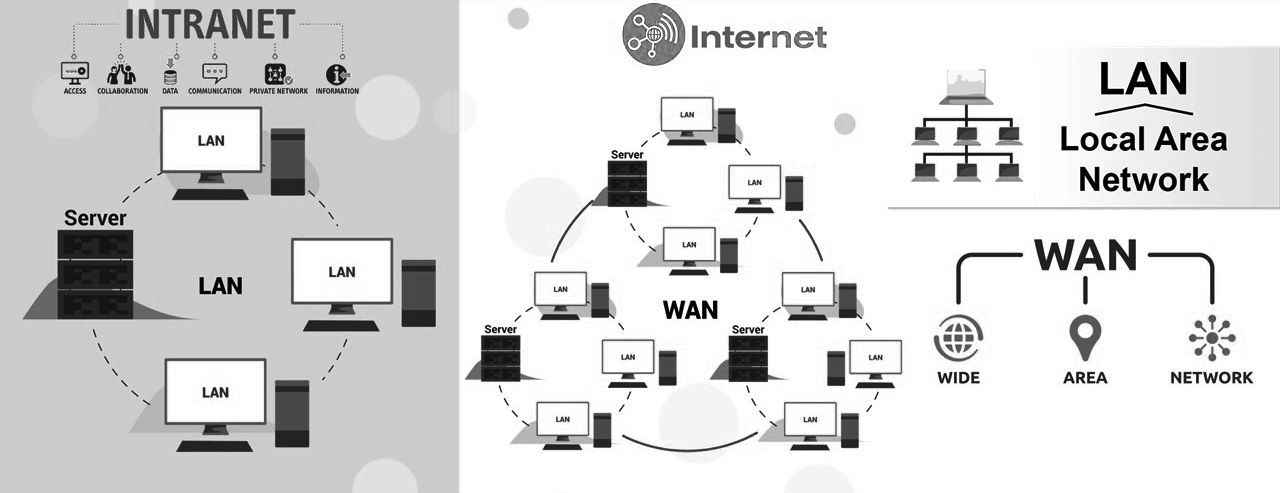 INTRANET
ACCESS COLLABORATION DATA COMMUNICATION PRIVATE NETWORK INFORMATION
LAN
Server
LAN
LAN
LAN
Internet
LAN
Server
LAN
LAN
LAN
WAN
LAN
Server
LAN
Server
LAN
LAN
LAN
LAN
Local Area
Network
WAN
WIDE AREA NETWORK